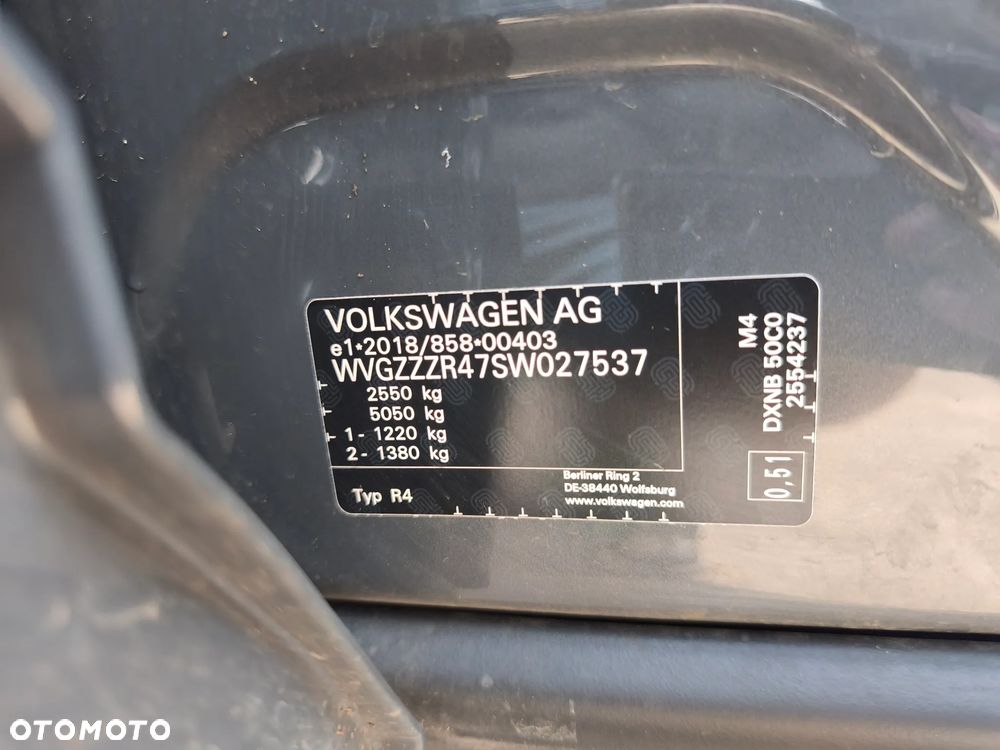 VOLKSWAGEN AG
e1*2018/858*00403
WVGZZZR47SW027537
2550 kg
5050 kg
1 - 1220 kg
2 - 1380 kg
Typ R4
Berliner Ring 2
DE-38440 Wolfsburg
www.volkswagen.com
M4
DXNB 50C0
2554237
0,51
OTOMOTO